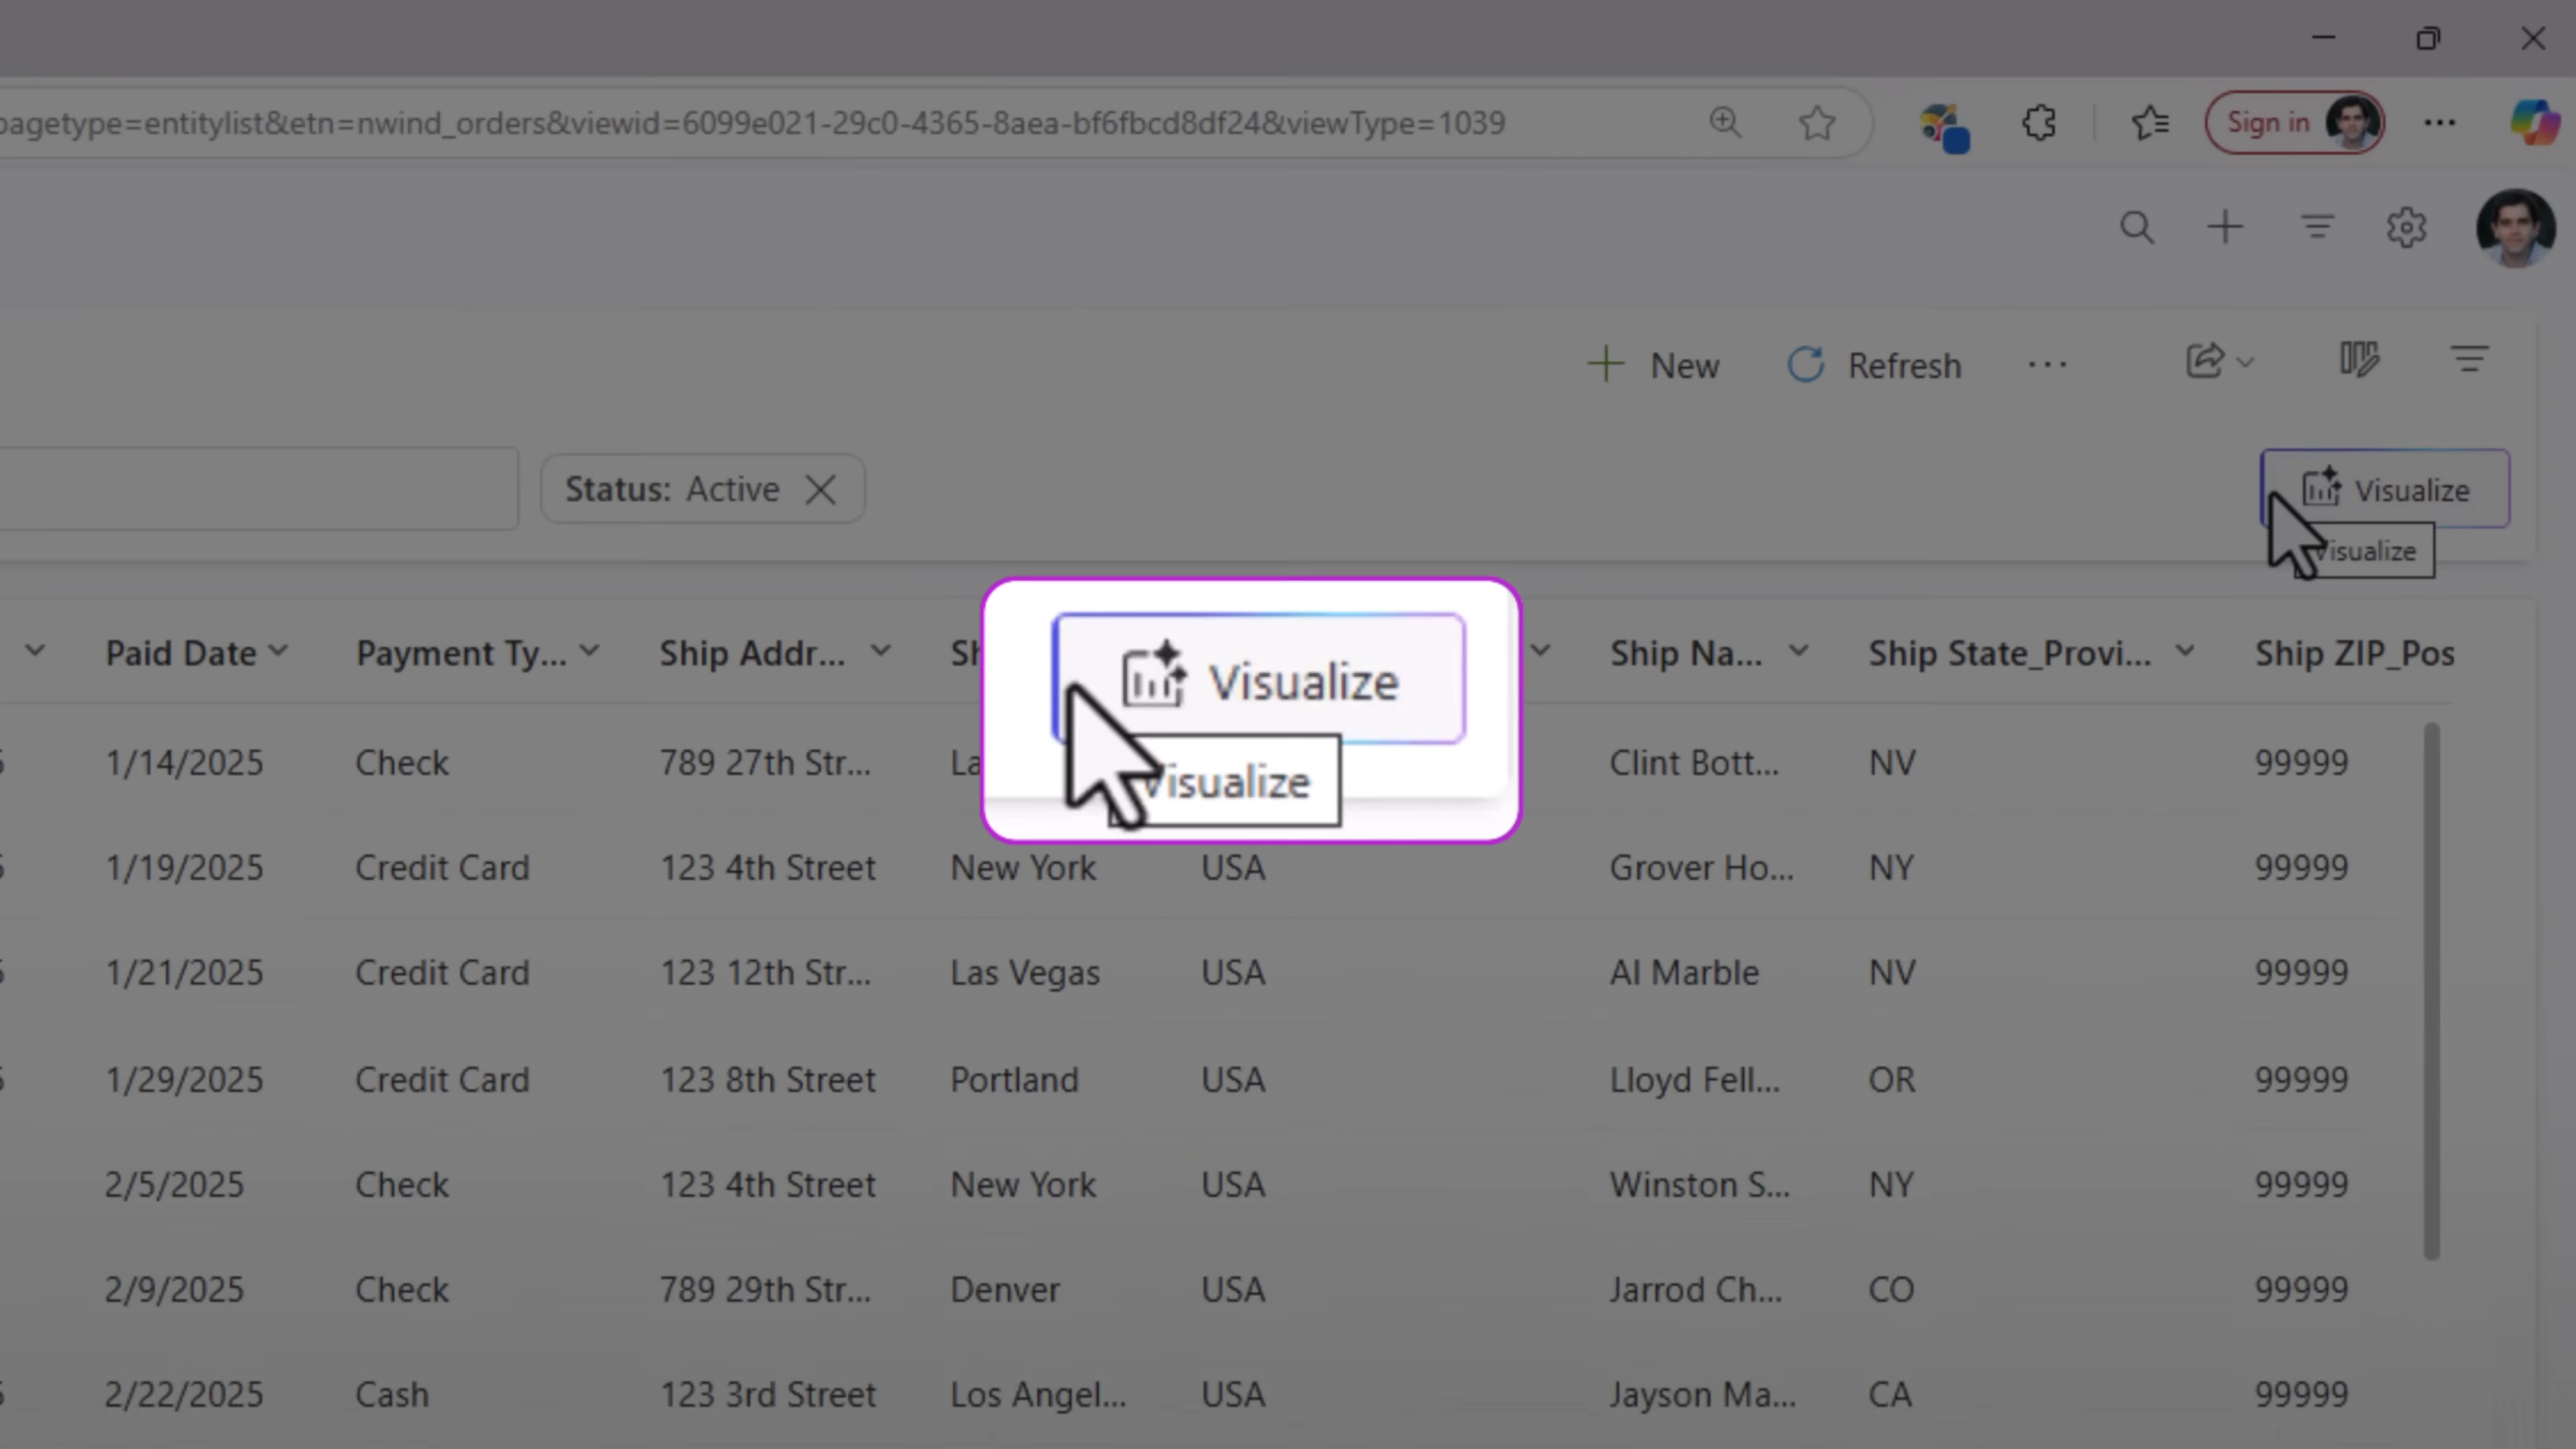 pagetype=entitylist&etn=nwind_orders&viewid=6099e021-29c0-4365-8aea-bf6fbcd8df24&viewType=1039
Sign in
New Refresh
Status: Active
Visualize
Visualize
Paid Date Payment Ty... Ship Addr... Sh Ship Na... Ship State_Provi... Ship ZIP_Pos
Visualize
Visualize
1/14/2025 Check 789 27th Str... La Clint Bott... NV 99999
1/19/2025 Credit Card 123 4th Street New York USA Grover Ho... NY 99999
1/21/2025 Credit Card 123 12th Str... Las Vegas USA Al Marble NV 99999
1/29/2025 Credit Card 123 8th Street Portland USA Lloyd Fell... OR 99999
2/5/2025 Check 123 4th Street New York USA Winston S... NY 99999
2/9/2025 Check 789 29th Str... Denver USA Jarrod Ch... CO 99999
2/22/2025 Cash 123 3rd Street Los Angel... USA Jayson Ma... CA 99999